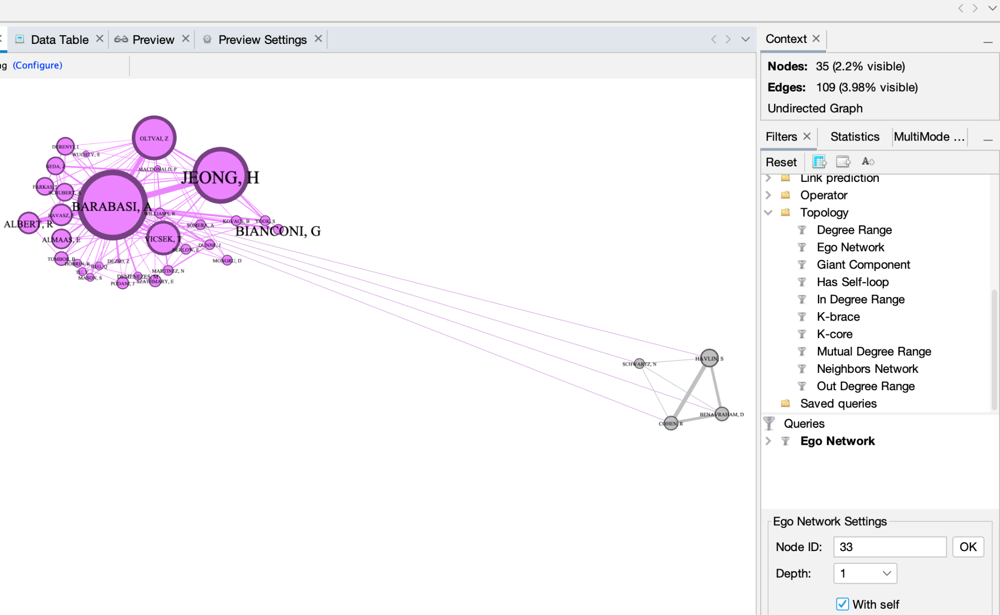 Data Table
Preview
Preview Settings
Context
ng (Configure)
Nodes: 35 (2.2% visible)
Edges: 109 (3.98% visible)
Undirected Graph
Filters
Statistics
MultiMode ...
Reset
Link prediction
Operator
Topology
Degree Range
Ego Network
Giant Component
Has Self-loop
In Degree Range
K-brace
K-core
Mutual Degree Range
Neighbors Network
Out Degree Range
Saved queries
Queries
Ego Network
Ego Network Settings
Node ID: 33 OK
Depth: 1
With self
OLTVAI, Z
DERENYI, I
WUCHTY, S
NEDA, Z
MACDONALD, P
JEONG, H
FARKAS, I
SCHUBERT, A
BARABASI, A
WILLIAMS, R
RAVASZ, E
ALBERT, R
SOMERA, A
KOVACS, B
YOOK, S
BIANCONI, G
ALMAAS, E
VICSEK, T
DUNNE, J
BERLOW, E
TOMBOR, B
DOBRIN, R
BEG, Q
DEZSO, Z
MONGRU, D
TU, Y
MASON, S
MARTINEZ, N
DEMENEZES, M
PODANI, J
SZATHMARY, E
HAVLIN, S
SCHWARTZ, N
BENAVRAHAM, D
COHEN, R